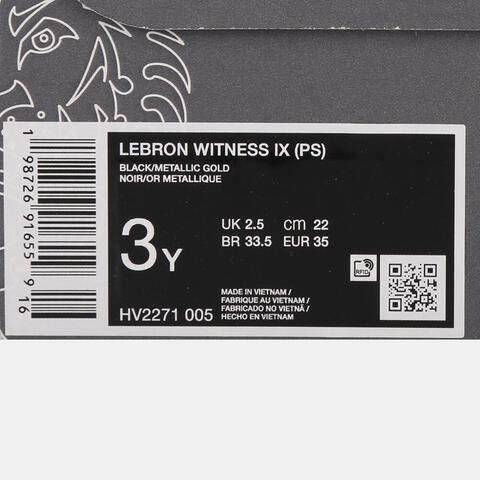 LEBRON WITNESS IX (PS)
BLACK/METALLIC GOLD
NOIR/OR METALLIQUE
3Y
UK 2.5 cm 22
BR 33.5 EUR 35
RFID
HV2271 005
MADE IN VIETNAM /
FABRIQUE AU VIETNAM /
FABRICADO NO VIETNÃ /
HECHO EN VIETNAM
1 98726 91655 9 16